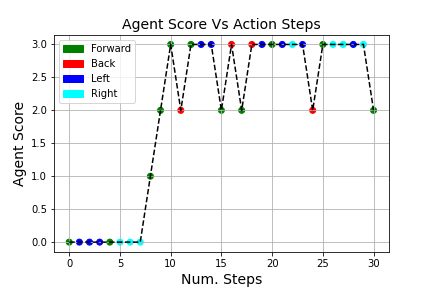 Agent Score Vs Action Steps
Forward
Back
Left
Right
Agent Score
3.0
2.5
2.0
1.5
1.0
0.5
0.0
0 5 10 15 20 25 30
Num. Steps